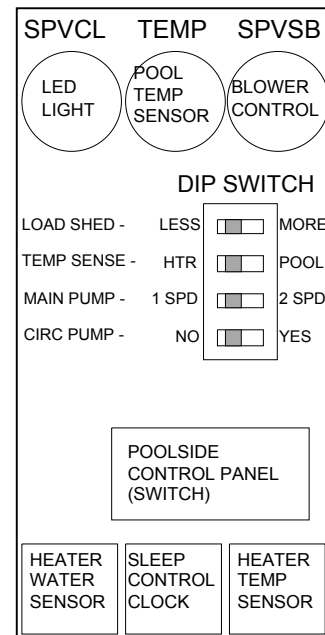 SPVCL TEMP SPVSB
LED
LIGHT
POOL
TEMP
SENSOR
BLOWER
CONTROL
DIP SWITCH
LOAD SHED - LESS MORE
TEMP SENSE - HTR POOL
MAIN PUMP - 1 SPD 2 SPD
CIRC PUMP - NO YES
POOLSIDE
CONTROL PANEL
(SWITCH)
HEATER
WATER
SENSOR
SLEEP
CONTROL
CLOCK
HEATER
TEMP
SENSOR